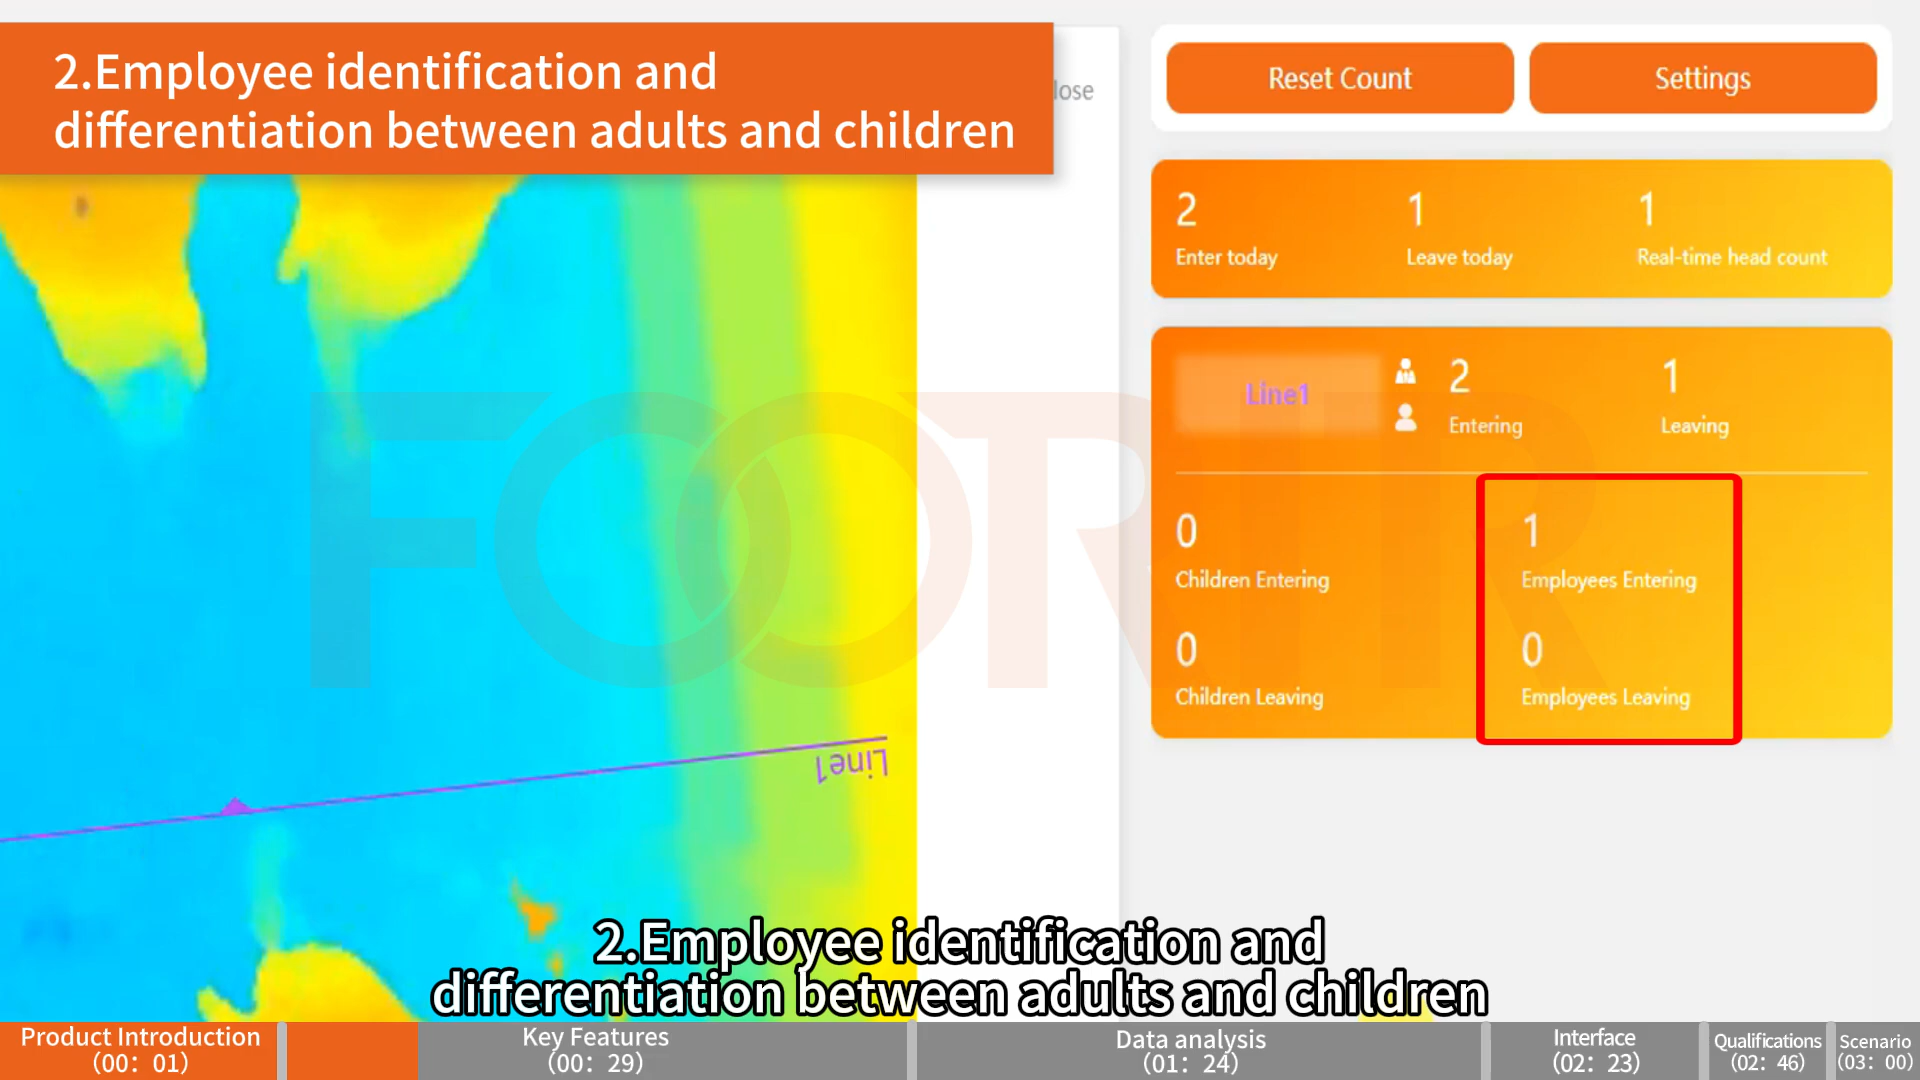 2.Employee identification and
differentiation between adults and children
lose
Reset Count
Settings
2
Enter today
1
Leave today
1
Real-time head count
Line1
2
Entering
1
Leaving
0
Children Entering
1
Employees Entering
0
Children Leaving
0
Employees Leaving
FOORIR
Line1
2.Employee identification and
differentiation between adults and children
Product Introduction
(00: 01)
Key Features
(00: 29)
Data analysis
(01: 24)
Interface
(02: 23)
Qualifications
(02: 46)
Scenario
(03: 00)